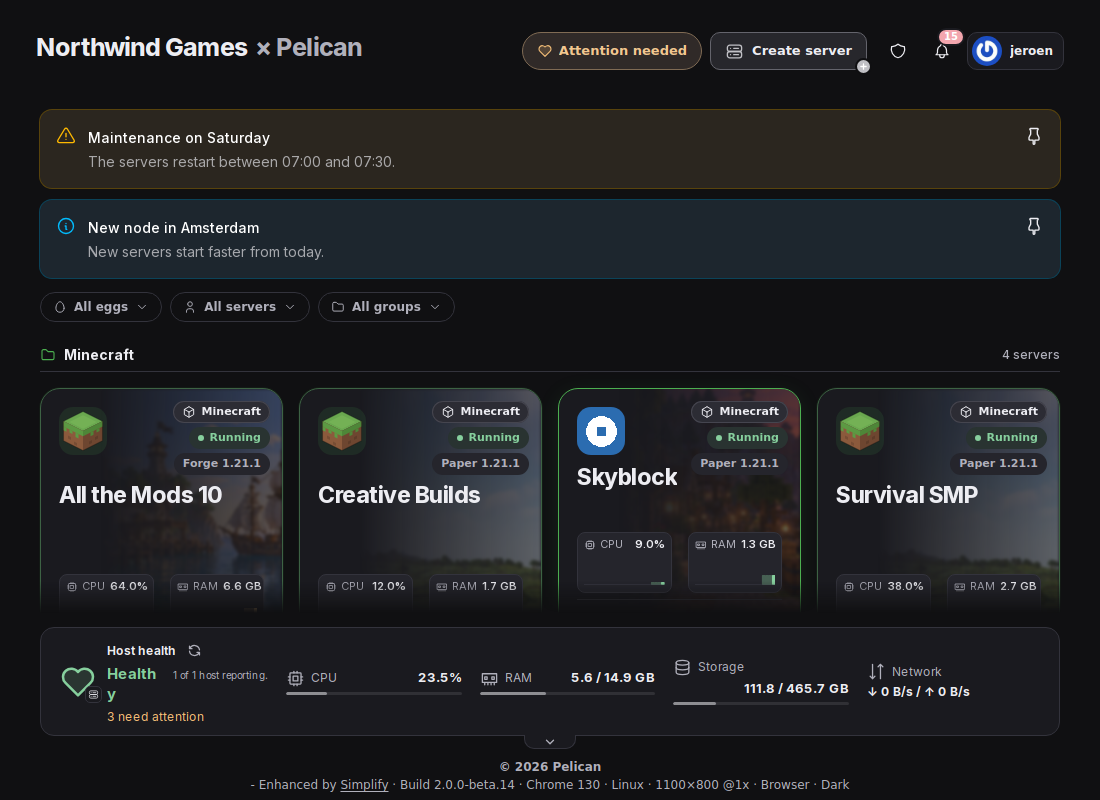 Northwind Games × Pelican
Attention needed
Create server
15
jeroen
Maintenance on Saturday
The servers restart between 07:00 and 07:30.
New node in Amsterdam
New servers start faster from today.
All eggs
All servers
All groups
Minecraft
4 servers
Minecraft
Running
Forge 1.21.1
All the Mods 10
CPU 64.0%
RAM 6.6 GB
Minecraft
Running
Paper 1.21.1
Creative Builds
CPU 12.0%
RAM 1.7 GB
Minecraft
Running
Paper 1.21.1
Skyblock
CPU 9.0%
RAM 1.3 GB
Minecraft
Running
Paper 1.21.1
Survival SMP
CPU 38.0%
RAM 2.7 GB
Host health
Health
y
1 of 1 host reporting.
3 need attention
CPU 23.5%
RAM 5.6 / 14.9 GB
Storage
111.8 / 465.7 GB
Network
↓ 0 B/s / ↑ 0 B/s
© 2026 Pelican
- Enhanced by Simplify · Build 2.0.0-beta.14 · Chrome 130 · Linux · 1100×800 @1x · Browser · Dark